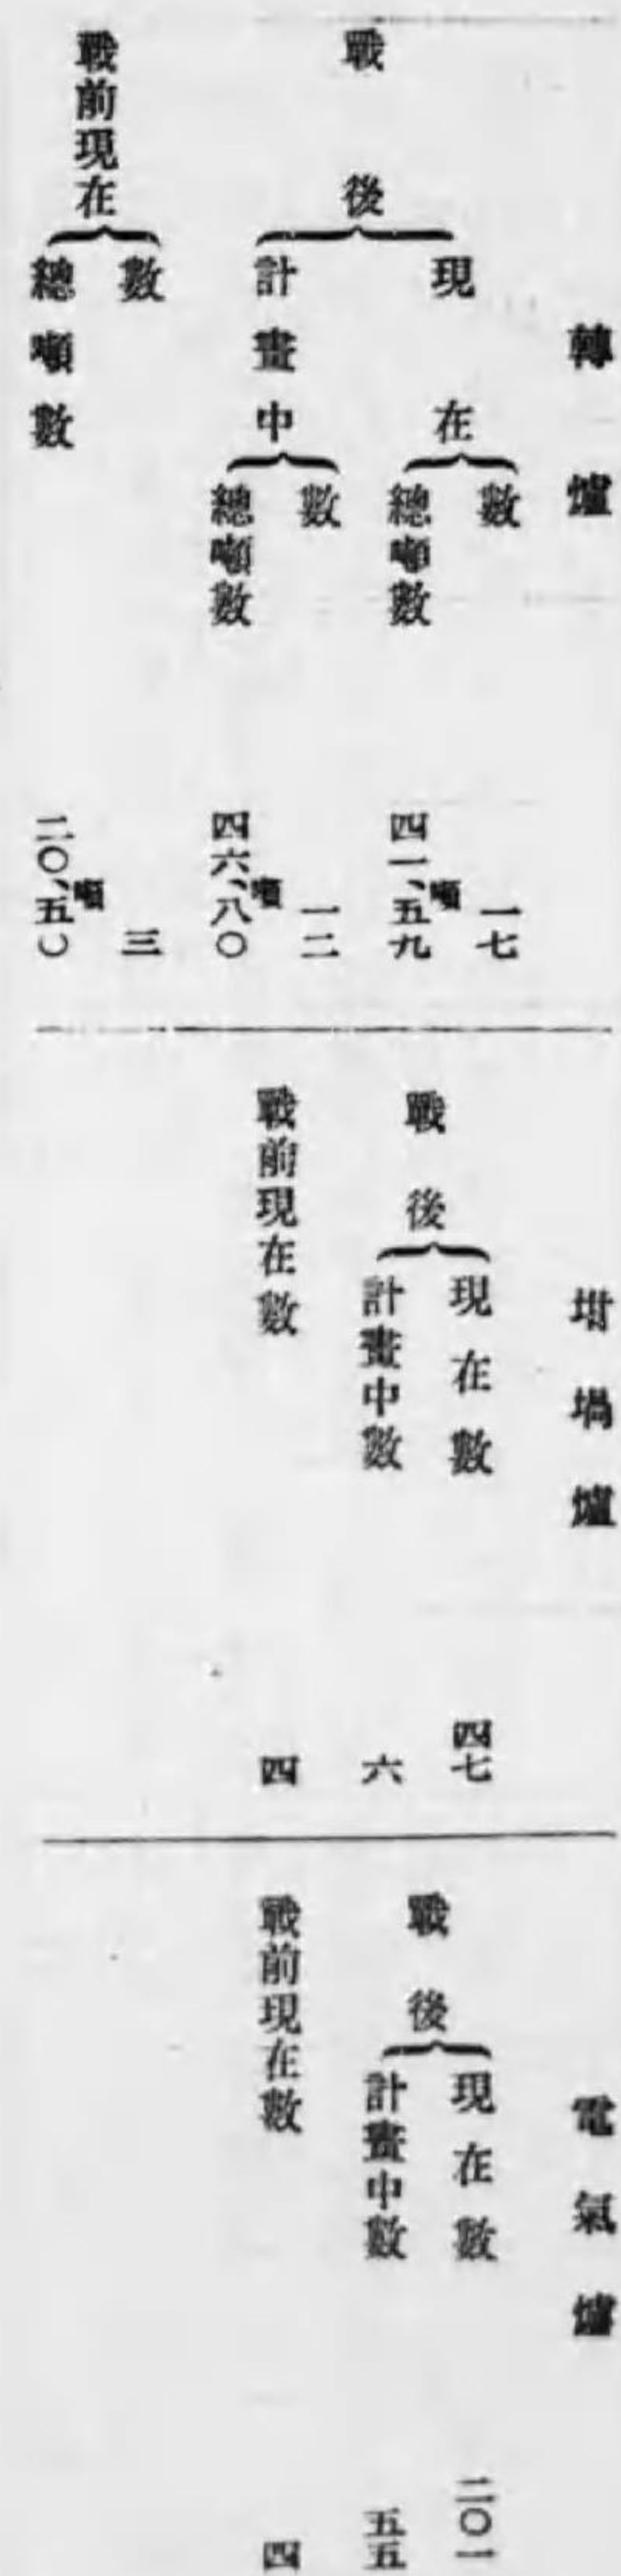 轉爐
戰後
現在
數 一七
總噸數 四一、五九噸
計畫中
數 一二
總噸數 四六、八〇噸
戰前現在
數 三
總噸數 二〇、五〇噸
坩堝爐
戰後
現在數 四七
計畫中數 六
戰前現在數 四
電氣爐
戰後
現在數 二〇一
計畫中數 五五
戰前現在數 四